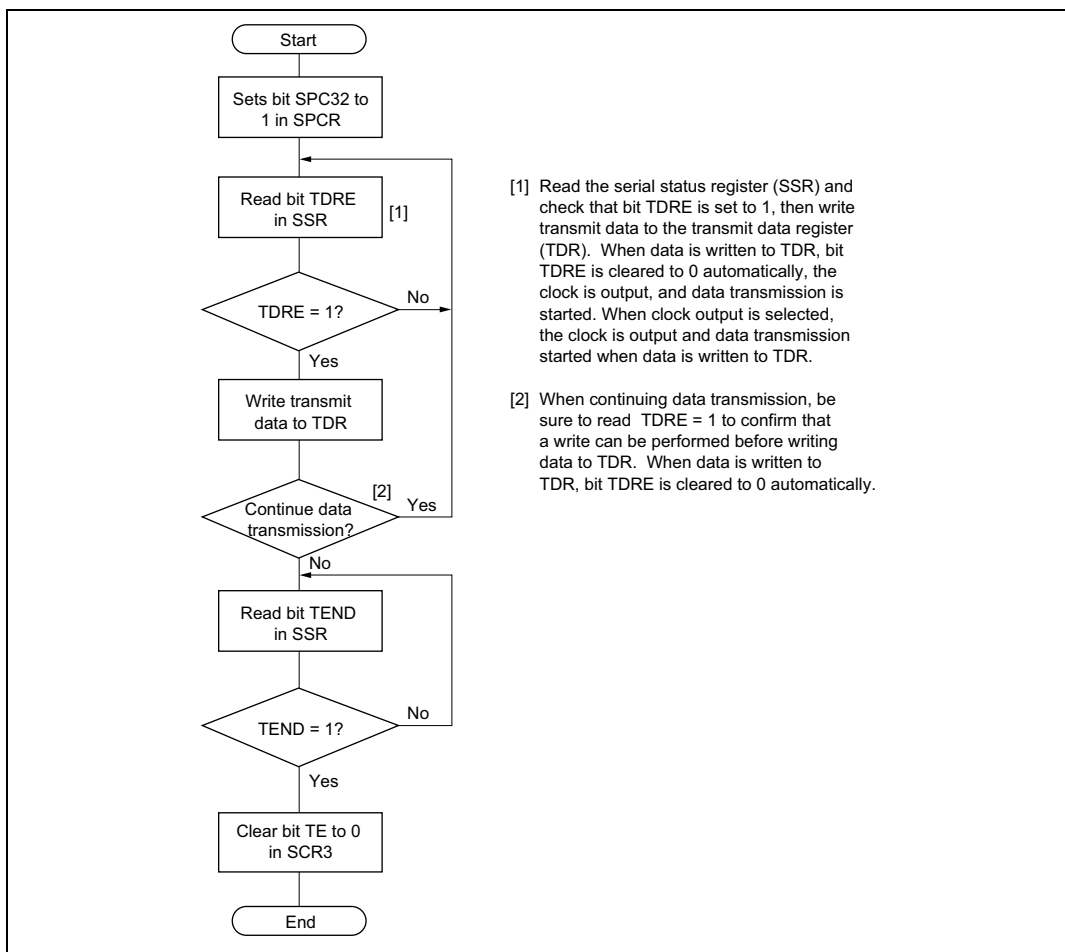 Start
Sets bit SPC32 to
1 in SPCR
Read bit TDRE
in SSR
[1]
TDRE = 1?
No
Yes
Write transmit
data to TDR
[2]
Continue data
transmission?
Yes
No
Read bit TEND
in SSR
TEND = 1?
No
Yes
Clear bit TE to 0
in SCR3
End
[1] Read the serial status register (SSR) and
check that bit TDRE is set to 1, then write
transmit data to the transmit data register
(TDR).  When data is written to TDR, bit
TDRE is cleared to 0 automatically, the
clock is output, and data transmission is
started. When clock output is selected,
the clock is output and data transmission
started when data is written to TDR.
[2] When continuing data transmission, be
sure to read  TDRE = 1 to confirm that
a write can be performed before writing
data to TDR.  When data is written to
TDR, bit TDRE is cleared to 0 automatically.